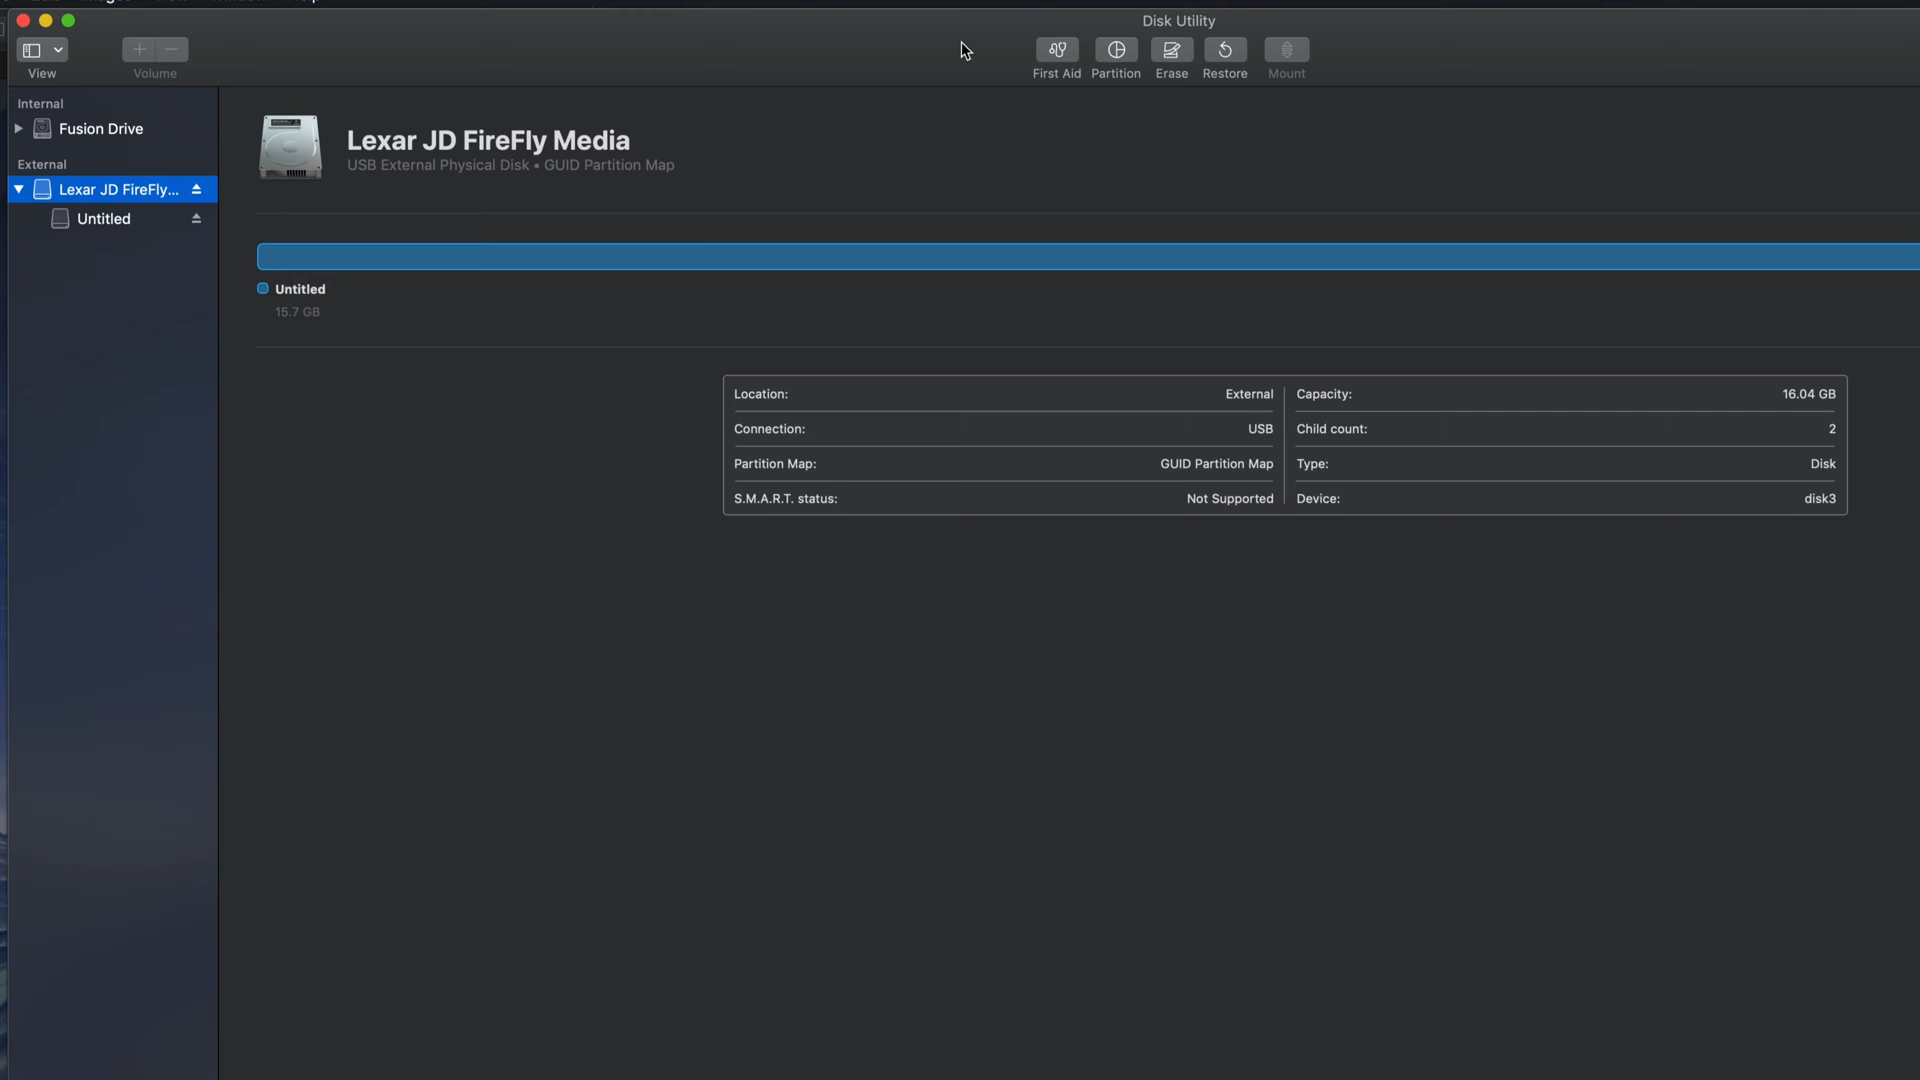 Disk Utility
View
Volume
First Aid
Partition
Erase
Restore
Mount
Internal
Fusion Drive
External
Lexar JD FireFly...
Untitled
Lexar JD FireFly Media
USB External Physical Disk • GUID Partition Map
Untitled
15.7 GB
Location: External
Capacity: 16.04 GB
Connection: USB
Child count: 2
Partition Map: GUID Partition Map
Type: Disk
S.M.A.R.T. status: Not Supported
Device: disk3